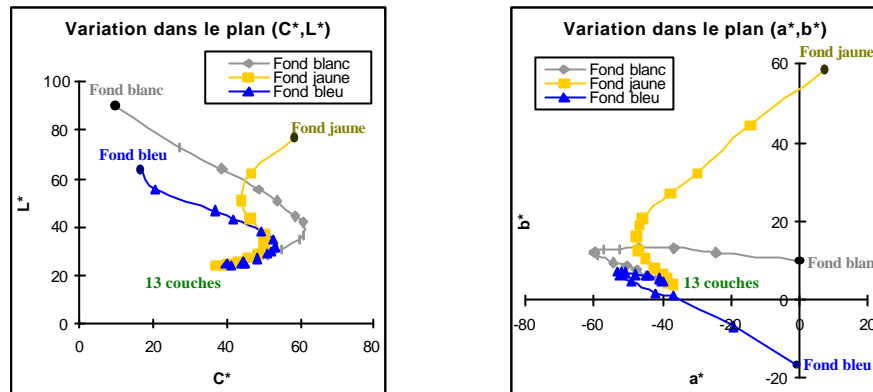 Variation dans le plan (C*,L*)
Fond blanc
Fond jaune
Fond bleu
100
80
60
40
20
0
L*
Fond blanc
Fond bleu
Fond jaune
13 couches
0
20
40
60
80
C*
Variation dans le plan (a*,b*)
Fond jaune
Fond blanc
Fond jaune
Fond bleu
60
40
20
0
-20
b*
Fond blan
13 couches
-80
-60
-40
-20
0
20
Fond bleu
a*